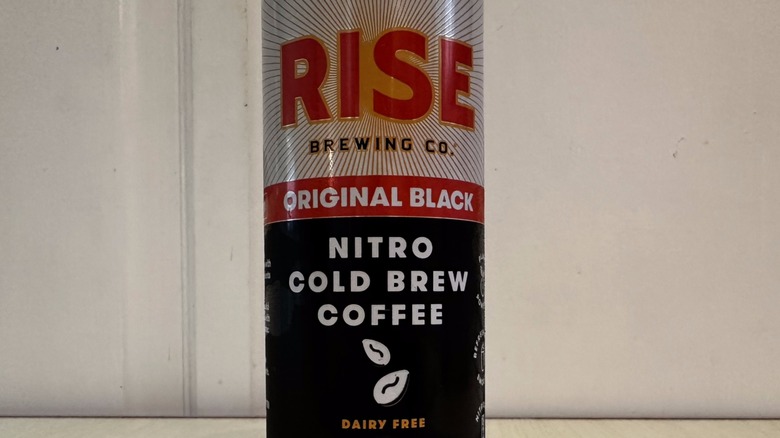 RISE
BREWING CO.
ORIGINAL BLACK
NITRO
COLD BREW
COFFEE
DAIRY FREE